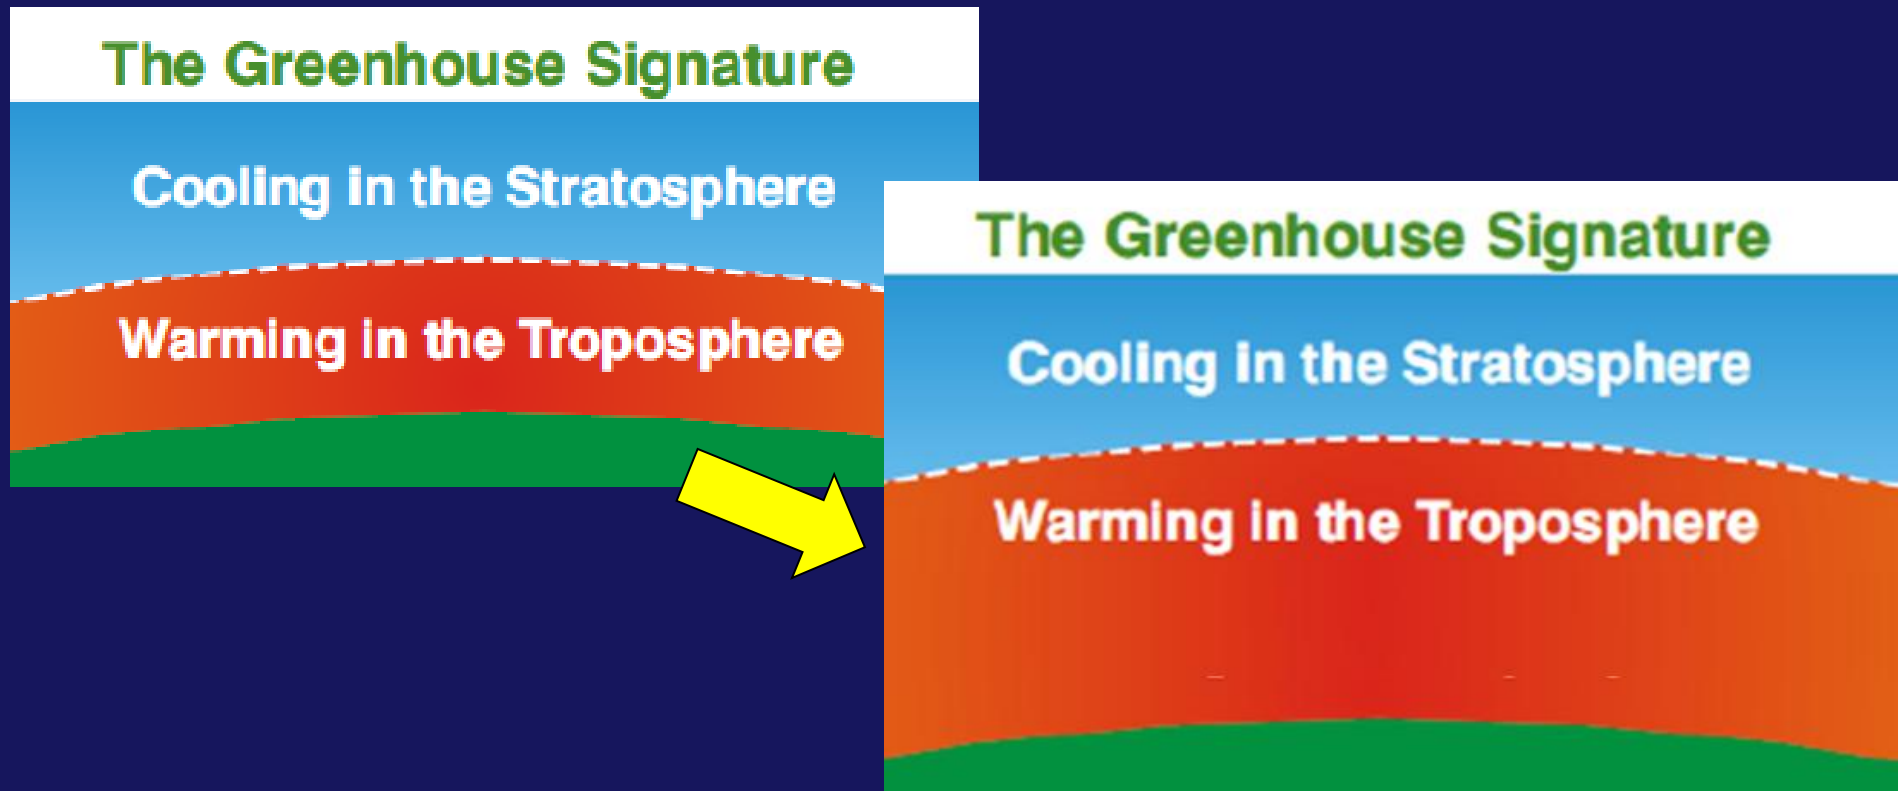 The Greenhouse Signature
Cooling in the Stratosphere
Warming in the Troposphere
The Greenhouse Signature
Cooling in the Stratosphere
Warming in the Troposphere